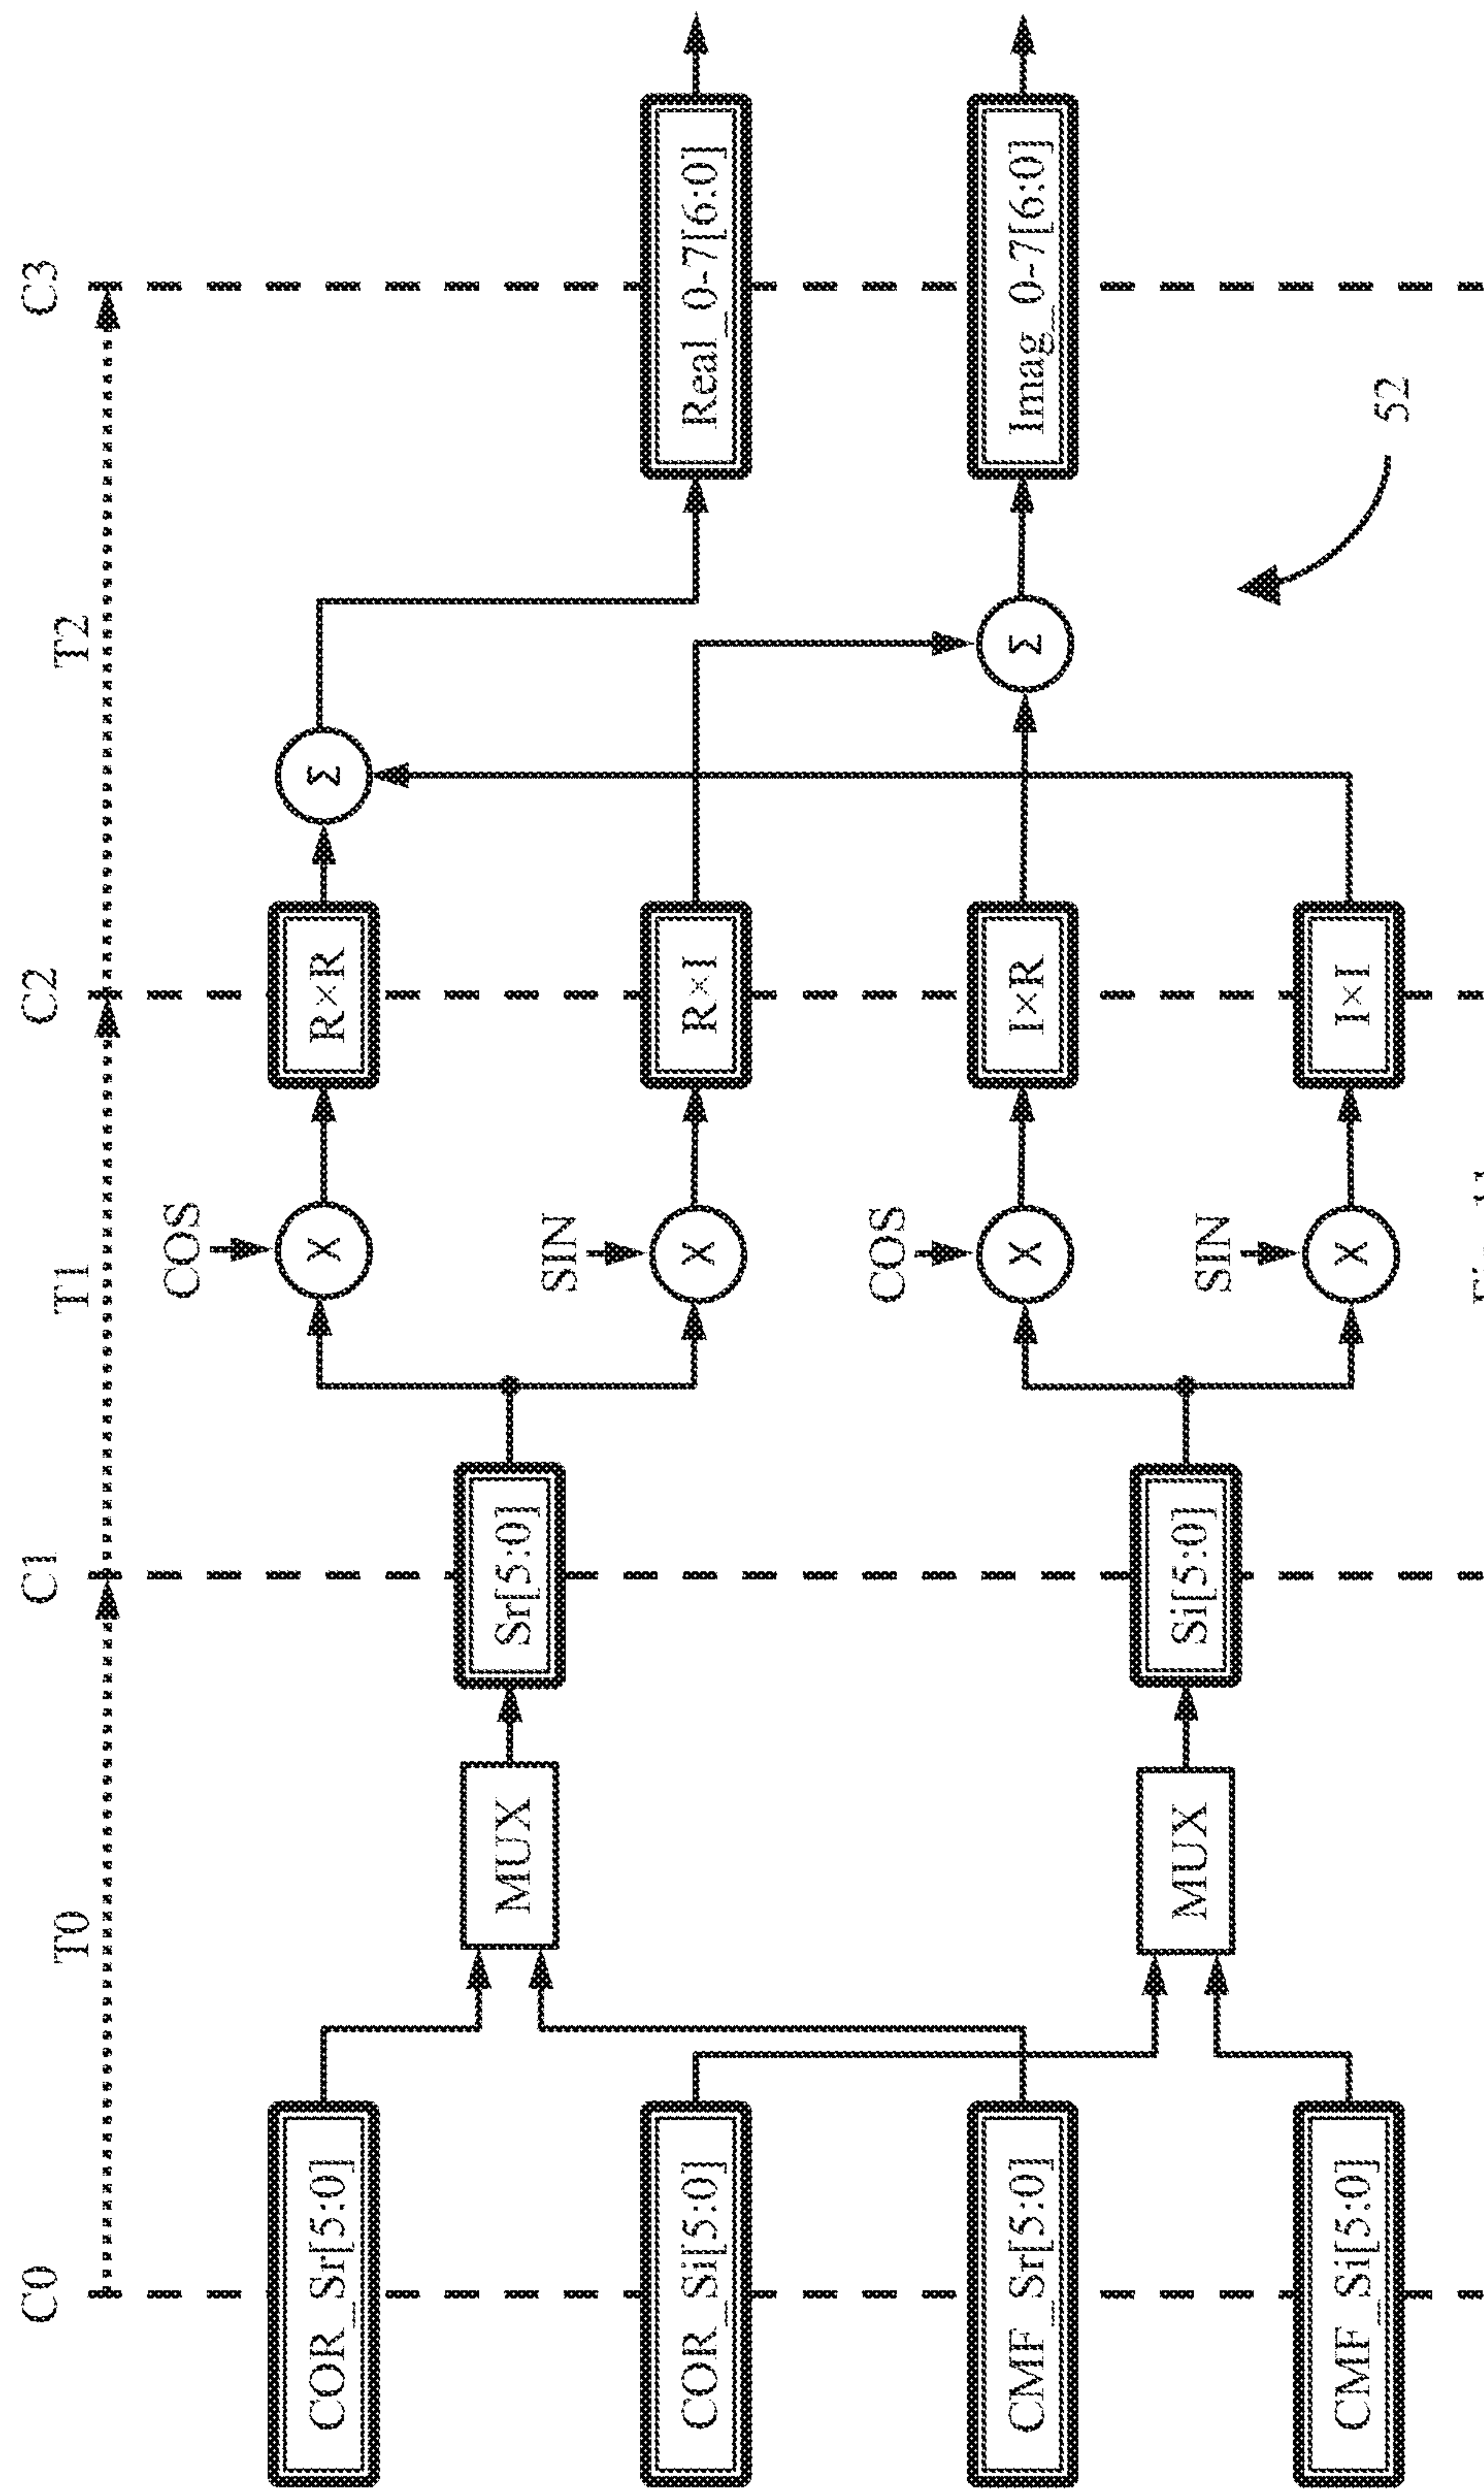 C0 C1 C2 C3
T0 T1 T2
COS
COR_Sr[5:0] X R×R Σ
MUX Sr[5:0]
SIN
COR_Si[5:0] X R×I Real_0-7[6:0]
COS
CMF_Sr[5:0] X I×R Σ Imag_0-7[6:0]
MUX Si[5:0]
SIN
CMF_Si[5:0] X I×I
52